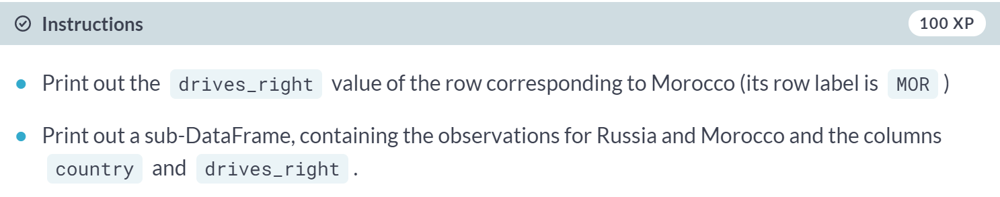 Instructions 100 XP
Print out the drives_right value of the row corresponding to Morocco (its row label is MOR )
Print out a sub-DataFrame, containing the observations for Russia and Morocco and the columns
country and drives_right .